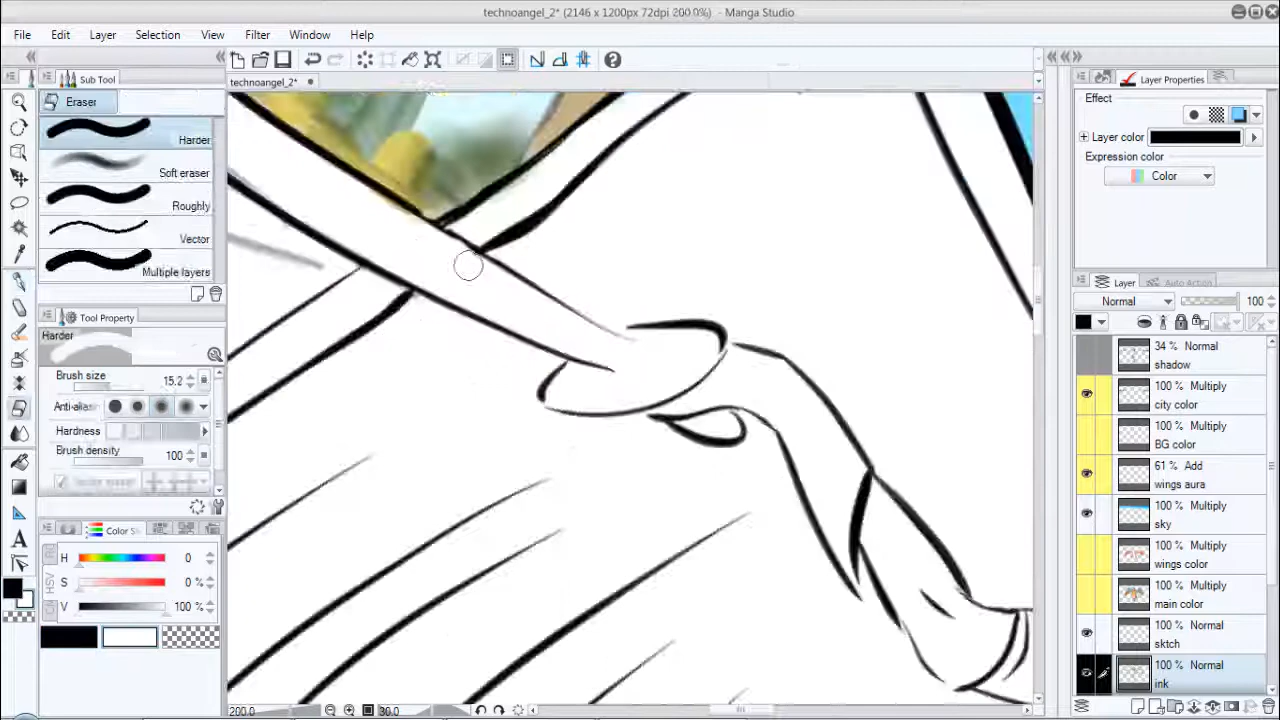 technoangel_2* (2146 x 1200px 72dpi 200.0%) - Manga Studio
File Edit Layer Selection View Filter Window Help
Sub Tool
technoangel_2*
Layer Properties
Eraser
Effect
Harder
Layer color
Soft eraser
Expression color
Color
Roughly
Vector
Multiple layers
Layer Auto Action
Tool Property
Normal 100
Harder
34 % Normal
shadow
Brush size 15.2
100 % Multiply
city color
Anti-alias
Hardness
100 % Multiply
BG color
Brush density 100
61 % Add
wings aura
100 % Multiply
sky
Color
H 0
100 % Multiply
wings color
S 0 %
100 % Multiply
main color
V 100 %
100 % Normal
sktch
100 % Normal
ink
200.0 30.0